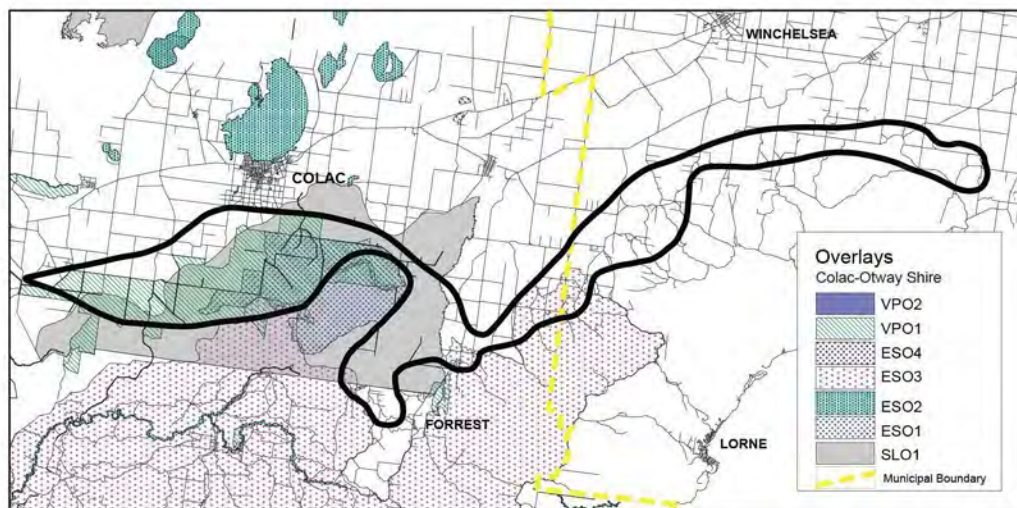 WINCHELSEA
COLAC
FORREST
LORNE
Overlays
Colac-Otway Shire
VPO2
VPO1
ESO4
ESO3
ESO2
ESO1
SLO1
Municipal Boundary